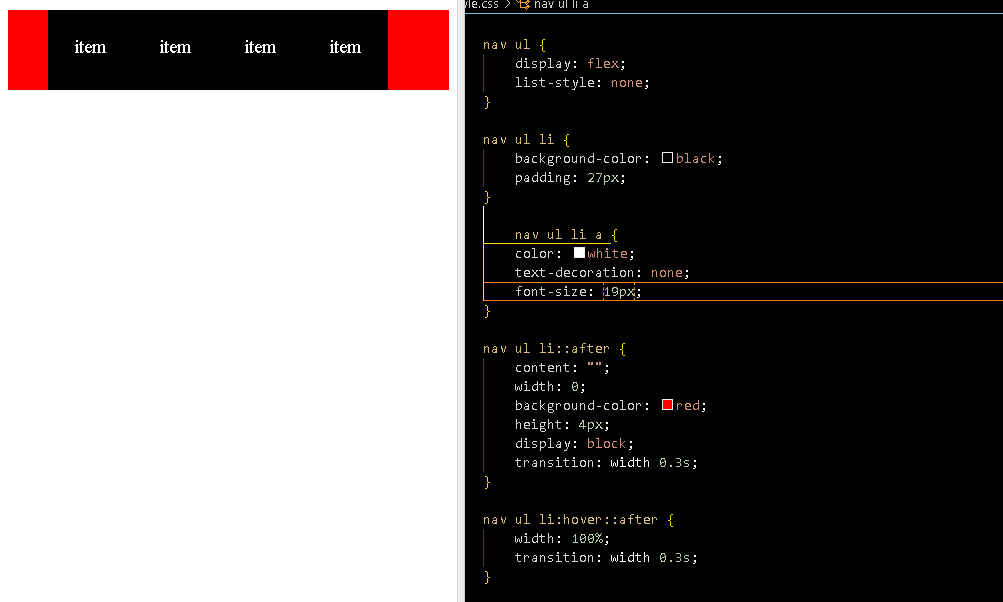 item item item item
yle.css > nav ul li a
nav ul {
display: flex;
list-style: none;
}
nav ul li {
background-color: black;
padding: 27px;
}
nav ul li a {
color: white;
text-decoration: none;
font-size: 19px;
}
nav ul li::after {
content: "";
width: 0;
background-color: red;
height: 4px;
display: block;
transition: width 0.3s;
}
nav ul li:hover::after {
width: 100%;
transition: width 0.3s;
}